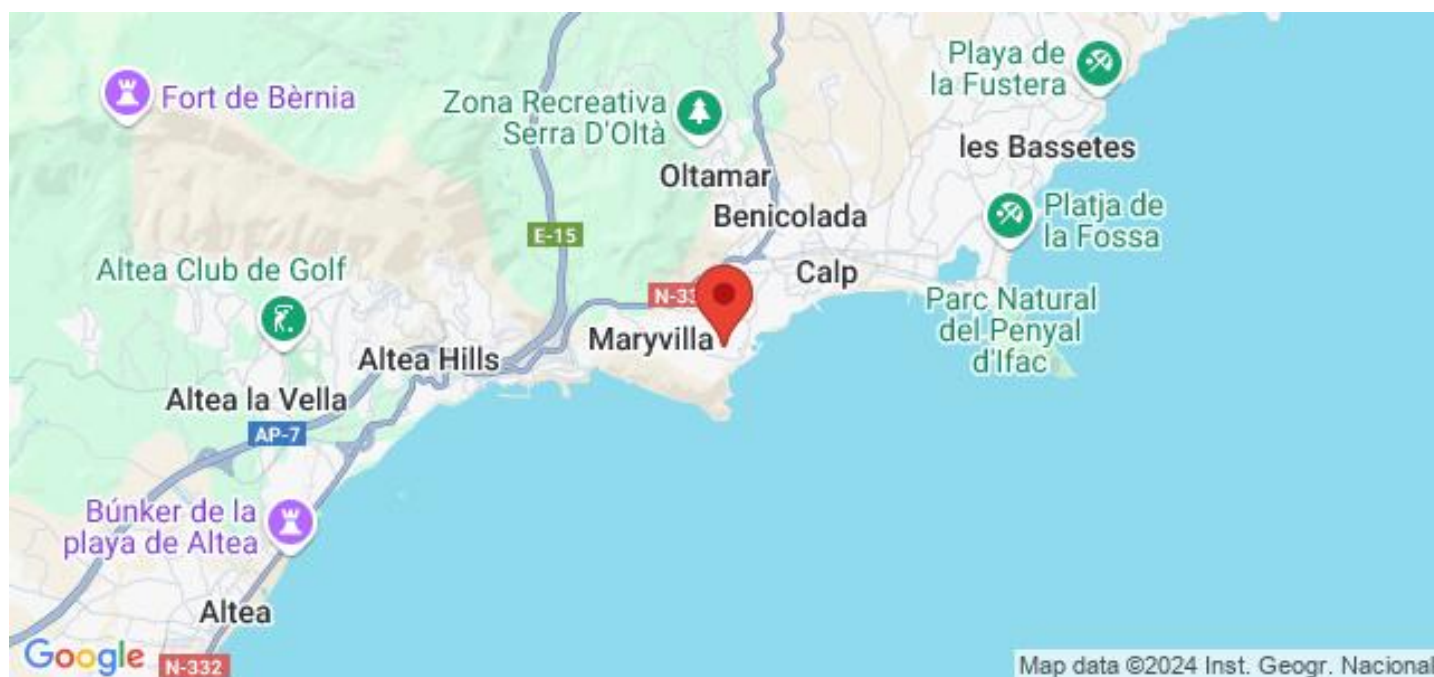 Fort de Bèrnia
Zona Recreativa
Serra D'Oltà
Playa de
la Fustera
les Bassetes
Oltamar
Benicolada
Platja de
la Fossa
E-15
Altea Club de Golf
Calp
N-33
Parc Natural
del Penyal
d'Ifac
Maryvilla
Altea Hills
Altea la Vella
AP-7
Búnker de la
playa de Altea
Altea
Google
N-332
Map data ©2024 Inst. Geogr. Nacional